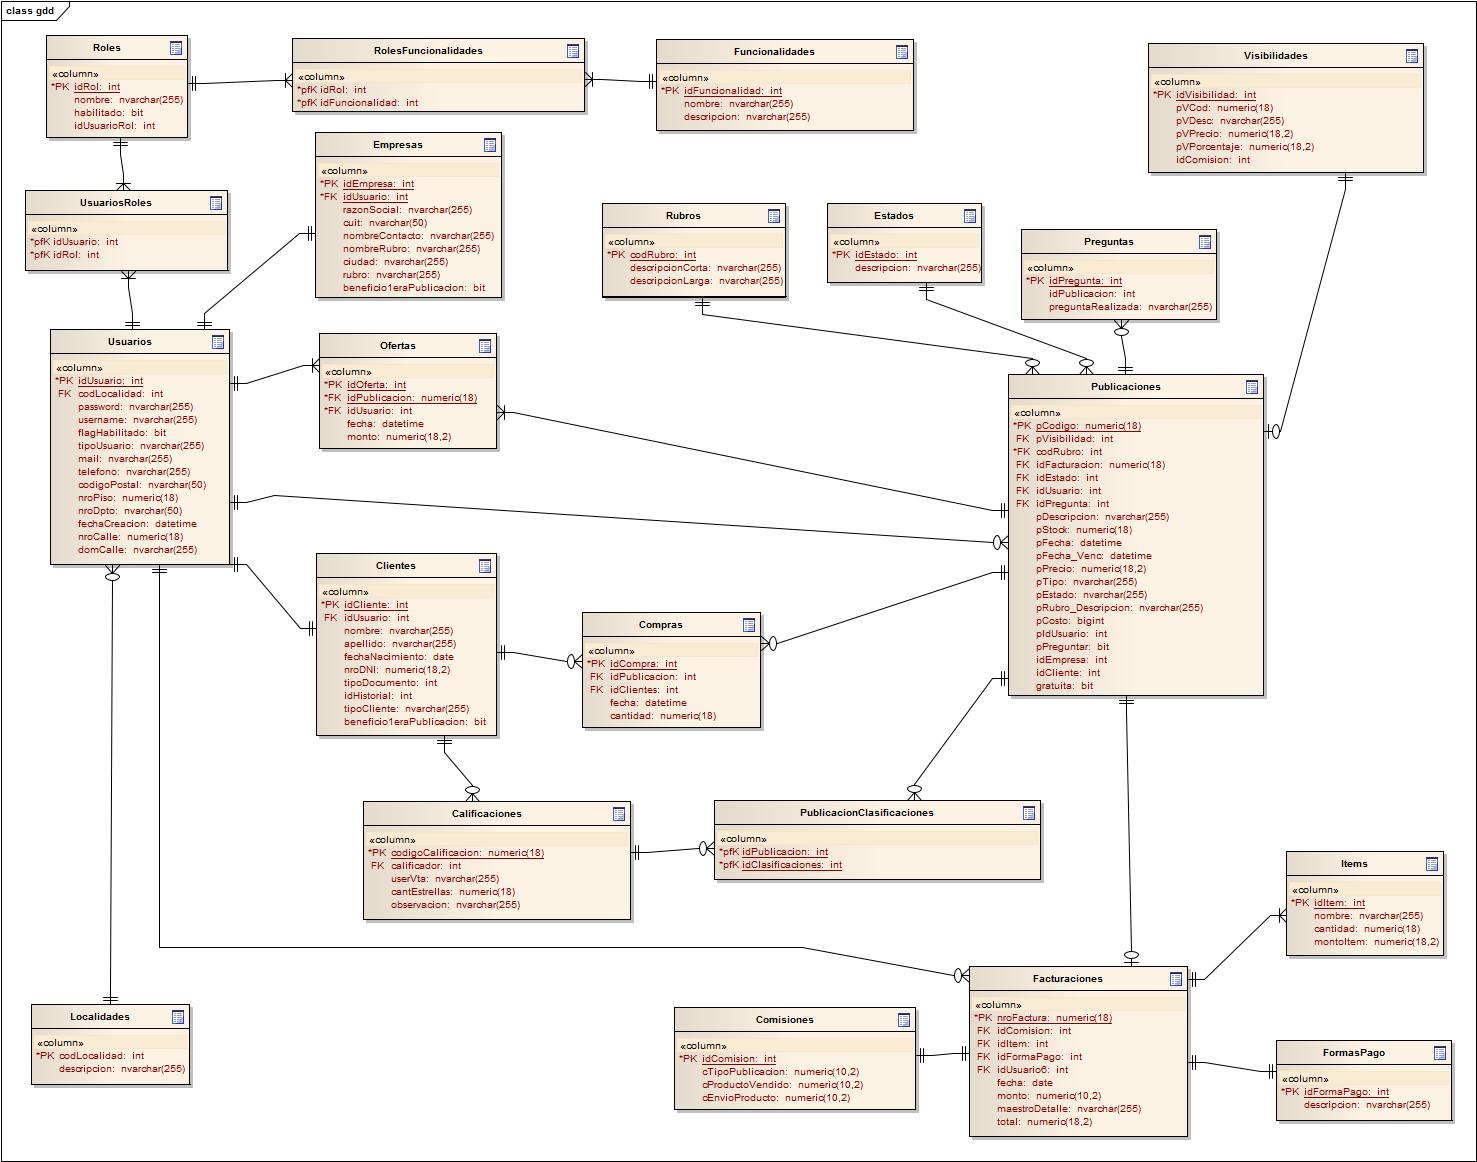 class gdd
Roles
«column»
*PK idRol: int
nombre: nvarchar(255)
habilitado: bit
idUsuarioRol: int
RolesFuncionalidades
«column»
*pfK idRol: int
*pfK idFuncionalidad: int
Funcionalidades
«column»
*PK idFuncionalidad: int
nombre: nvarchar(255)
descripcion: nvarchar(255)
Visibilidades
«column»
*PK idVisibilidad: int
pVCod: numeric(18)
pVDesc: nvarchar(255)
pVPrecio: numeric(18,2)
pVPorcentaje: numeric(18,2)
idComision: int
Empresas
«column»
*PK idEmpresa: int
*FK idUsuario: int
razonSocial: nvarchar(255)
cuit: nvarchar(50)
nombreContacto: nvarchar(255)
nombreRubro: nvarchar(255)
ciudad: nvarchar(255)
rubro: nvarchar(255)
beneficio1eraPublicacion: bit
UsuariosRoles
«column»
*pfK idUsuario: int
*pfK idRol: int
Rubros
«column»
*PK codRubro: int
descripcionCorta: nvarchar(255)
descripcionLarga: nvarchar(255)
Estados
«column»
*PK idEstado: int
descripcion: nvarchar(255)
Preguntas
«column»
*PK idPregunta: int
idPublicacion: int
preguntaRealizada: nvarchar(255)
Usuarios
«column»
*PK idUsuario: int
FK codLocalidad: int
password: nvarchar(255)
username: nvarchar(255)
flagHabilitado: bit
tipoUsuario: nvarchar(255)
mail: nvarchar(255)
telefono: nvarchar(255)
codigoPostal: nvarchar(50)
nroPiso: numeric(18)
nroDpto: nvarchar(50)
fechaCreacion: datetime
nroCalle: numeric(18)
domCalle: nvarchar(255)
Ofertas
«column»
*PK idOferta: int
*FK idPublicacion: numeric(18)
*FK idUsuario: int
fecha: datetime
monto: numeric(18,2)
Publicaciones
«column»
*PK pCodigo: numeric(18)
FK pVisibilidad: int
*FK codRubro: int
FK idFacturacion: numeric(18)
FK idEstado: int
FK idUsuario: int
FK idPregunta: int
pDescripcion: nvarchar(255)
pStock: numeric(18)
pFecha: datetime
pFecha_Venc: datetime
pPrecio: numeric(18,2)
pTipo: nvarchar(255)
pEstado: nvarchar(255)
pRubro_Descripcion: nvarchar(255)
pCosto: bigint
pIdUsuario: int
pPreguntar: bit
idEmpresa: int
idCliente: int
gratuita: bit
Clientes
«column»
*PK idCliente: int
FK idUsuario: int
nombre: nvarchar(255)
apellido: nvarchar(255)
fechaNacimiento: date
nroDNI: numeric(18,2)
tipoDocumento: int
idHistorial: int
tipoCliente: nvarchar(255)
beneficio1eraPublicacion: bit
Compras
«column»
*PK idCompra: int
FK idPublicacion: int
FK idClientes: int
fecha: datetime
cantidad: numeric(18)
Calificaciones
«column»
*PK codigoCalificacion: numeric(18)
FK calificador: int
userVta: nvarchar(255)
cantEstrellas: numeric(18)
observacion: nvarchar(255)
PublicacionClasificaciones
«column»
*pfK idPublicacion: int
*pfK idClasificaciones: int
Items
«column»
*PK idItem: int
nombre: nvarchar(255)
cantidad: numeric(18)
montoItem: numeric(18,2)
Localidades
«column»
*PK codLocalidad: int
descripcion: nvarchar(255)
Comisiones
«column»
*PK idComision: int
cTipoPublicacion: numeric(10,2)
cProductoVendido: numeric(10,2)
cEnvioProducto: numeric(10,2)
Facturaciones
«column»
*PK nroFactura: numeric(18)
FK idComision: int
FK idItem: int
FK idFormaPago: int
FK idUsuario6: int
fecha: date
monto: numeric(10,2)
maestroDetalle: nvarchar(255)
total: numeric(18,2)
FormasPago
«column»
*PK idFormaPago: int
descripcion: nvarchar(255)